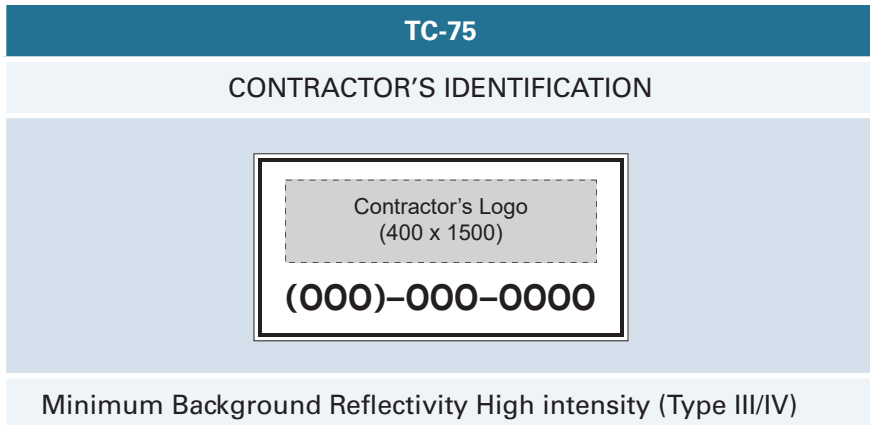 TC-75
CONTRACTOR’S IDENTIFICATION
Contractor’s Logo
(400 x 1500)
(000)–000–0000
Minimum Background Reflectivity High intensity (Type III/IV)